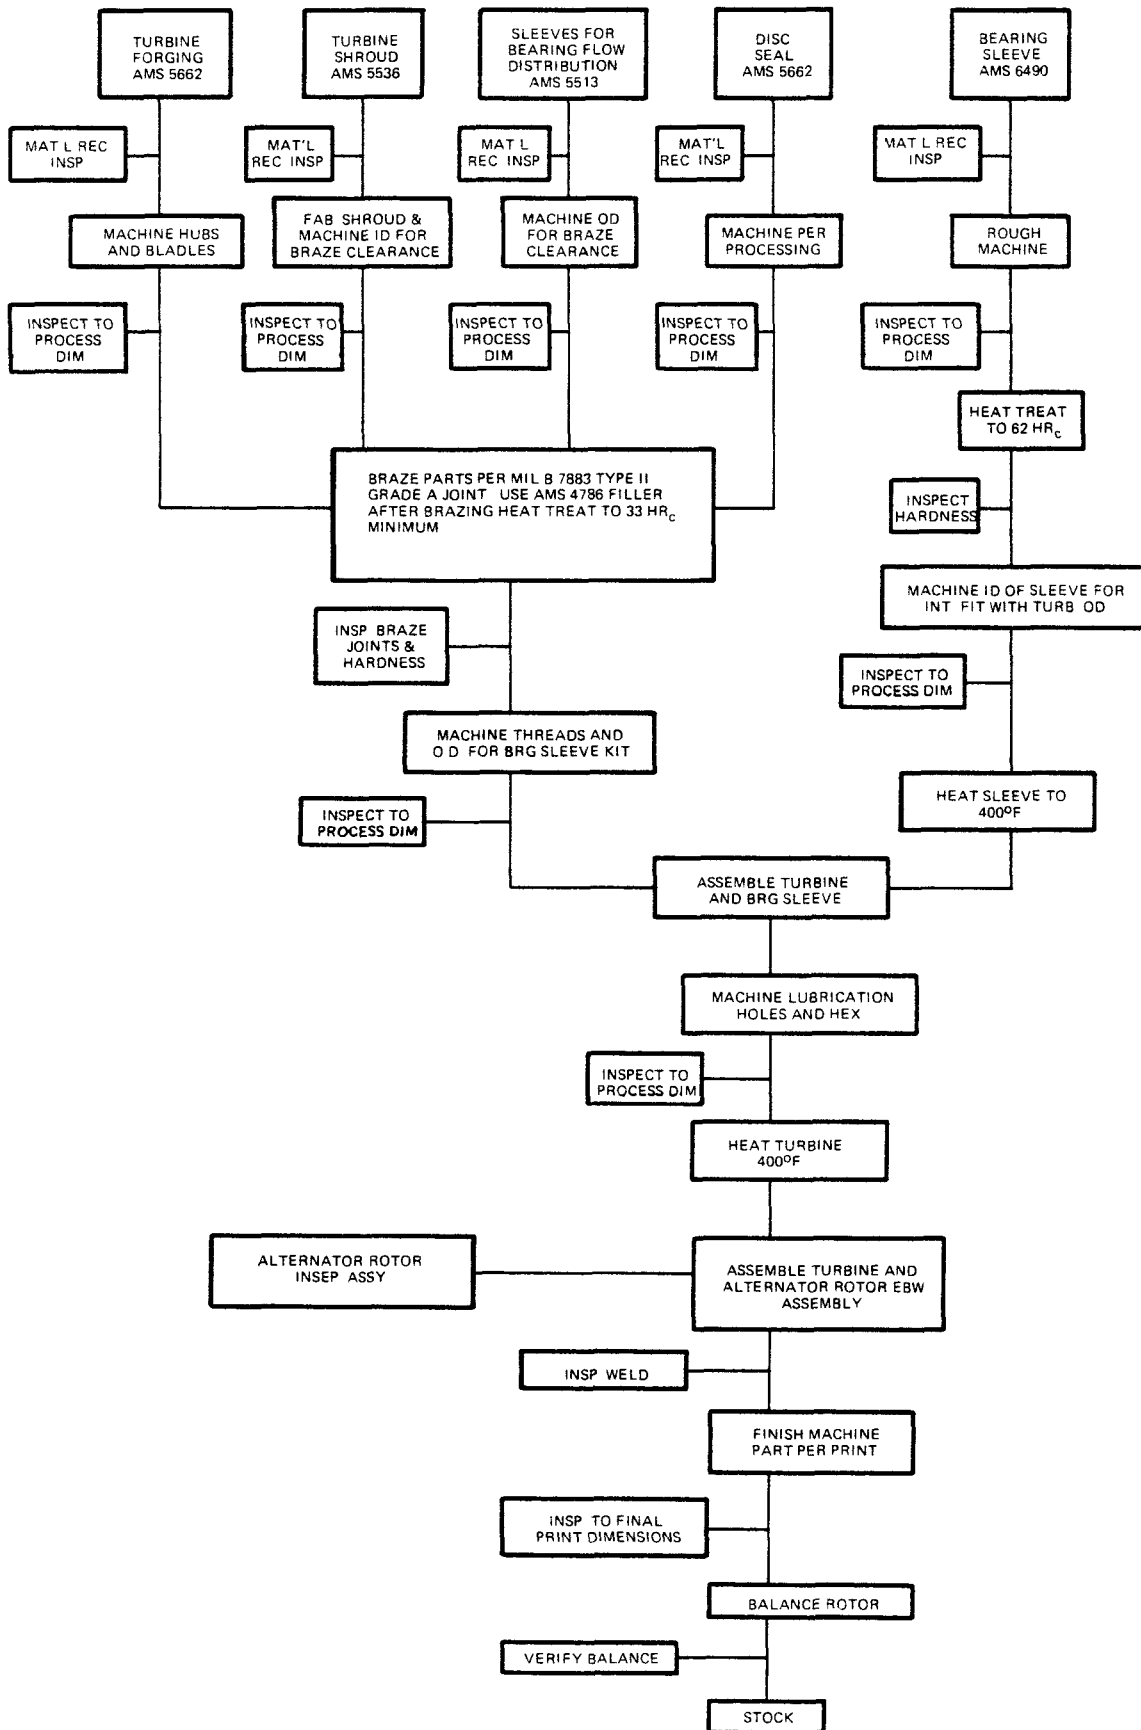 TURBINE
FORGING
AMS 5662
TURBINE
SHROUD
AMS 5536
SLEEVES FOR
BEARING FLOW
DISTRIBUTION
AMS 5513
DISC
SEAL
AMS 5662
BEARING
SLEEVE
AMS 6490
MAT L REC
INSP
MAT'L
REC INSP
MAT L
REC INSP
MAT'L
REC INSP
MAT L REC
INSP
MACHINE HUBS
AND BLADLES
FAB SHROUD &
MACHINE ID FOR
BRAZE CLEARANCE
MACHINE OD
FOR BRAZE
CLEARANCE
MACHINE PER
PROCESSING
ROUGH
MACHINE
INSPECT TO
PROCESS
DIM
INSPECT TO
PROCESS
DIM
INSPECT TO
PROCESS
DIM
INSPECT TO
PROCESS
DIM
INSPECT TO
PROCESS
DIM
HEAT TREAT
TO 62 HRc
BRAZE PARTS PER MIL B 7883 TYPE II
GRADE A JOINT USE AMS 4786 FILLER
AFTER BRAZING HEAT TREAT TO 33 HRc
MINIMUM
INSPECT
HARDNESS
MACHINE ID OF SLEEVE FOR
INT FIT WITH TURB OD
INSP BRAZE
JOINTS &
HARDNESS
INSPECT TO
PROCESS DIM
MACHINE THREADS AND
O D FOR BRG SLEEVE KIT
HEAT SLEEVE TO
400°F
INSPECT TO
PROCESS DIM
ASSEMBLE TURBINE
AND BRG SLEEVE
MACHINE LUBRICATION
HOLES AND HEX
INSPECT TO
PROCESS DIM
HEAT TURBINE
400°F
ALTERNATOR ROTOR
INSEP ASSY
ASSEMBLE TURBINE AND
ALTERNATOR ROTOR EBW
ASSEMBLY
INSP WELD
FINISH MACHINE
PART PER PRINT
INSP TO FINAL
PRINT DIMENSIONS
BALANCE ROTOR
VERIFY BALANCE
STOCK